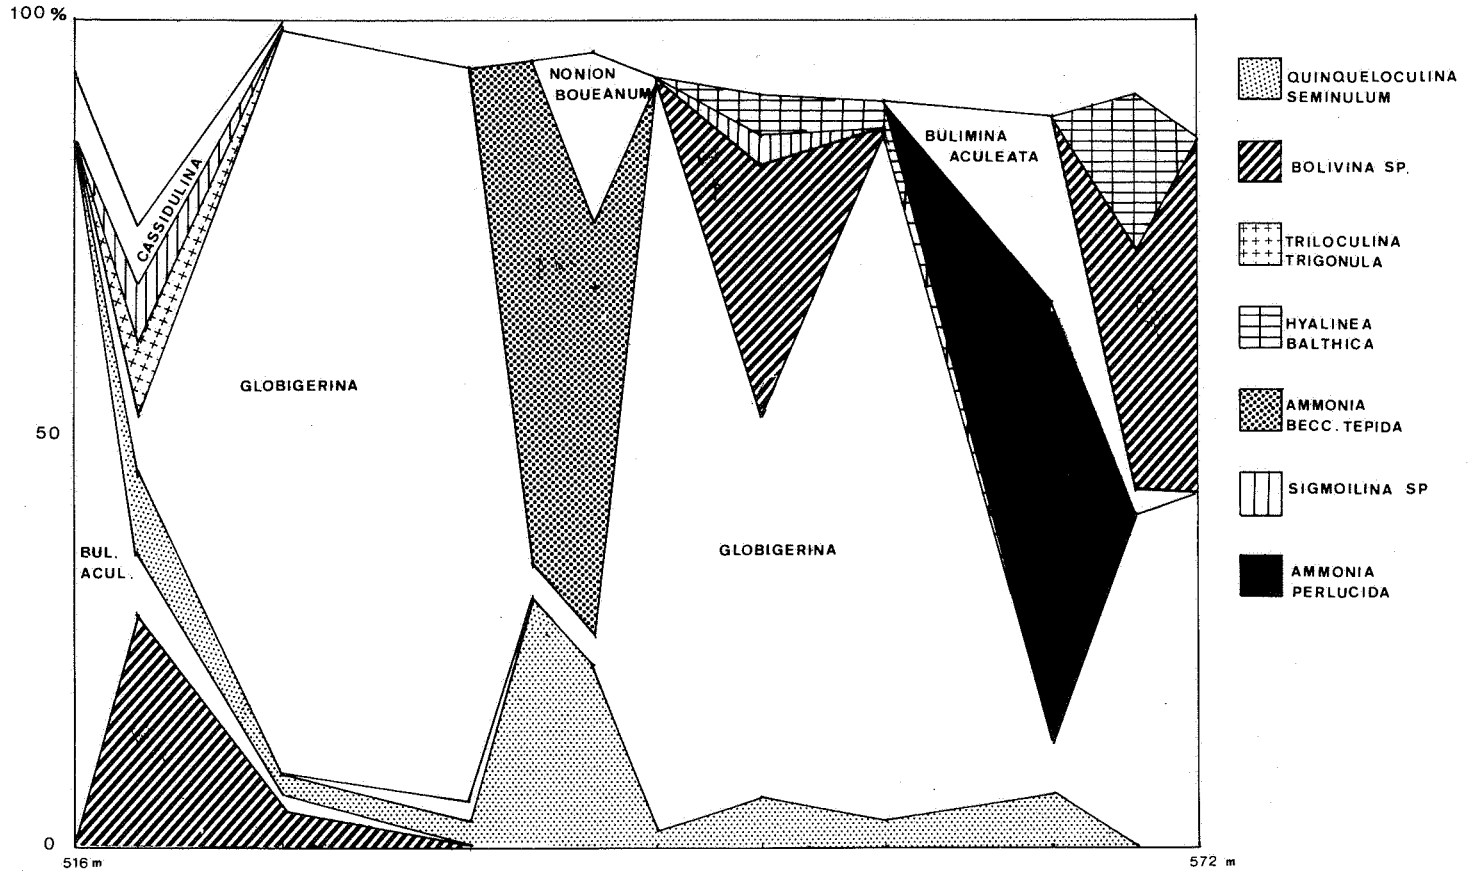 100 %
50
0
516 m
572 m
CASSIDULINA
GLOBIGERINA
BUL.
ACUL.
NONION
BOUEANUM
GLOBIGERINA
BULIMINA
ACULEATA
QUINQUELOCULINA
SEMINULUM
BOLIVINA SP.
TRILOCULINA
TRIGONULA
HYALINEA
BALTHICA
AMMONIA
BECC. TEPIDA
SIGMOILINA SP
AMMONIA
PERLUCIDA